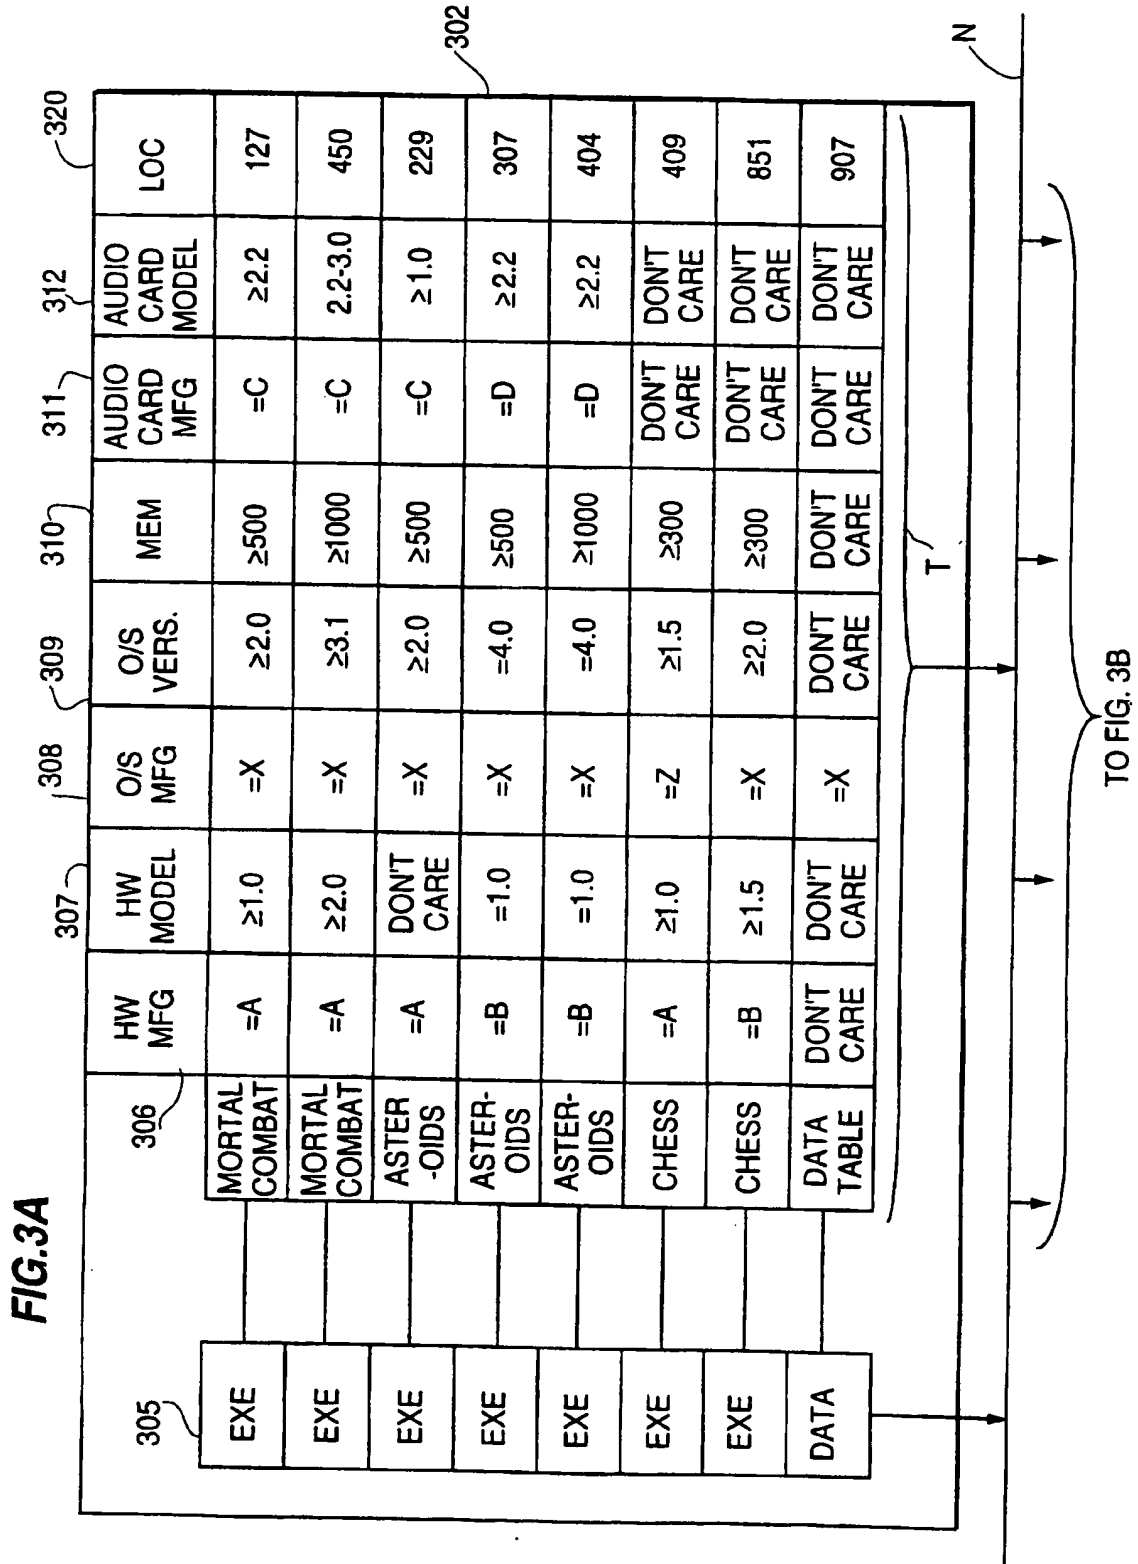 FIG.3A
305
306
307
308
309
310
311
312
320
HW MFG
HW MODEL
O/S MFG
O/S VERS.
MEM
AUDIO CARD MFG
AUDIO CARD MODEL
LOC
302
EXE
MORTAL COMBAT
=A
≥1.0
=X
≥2.0
≥500
=C
≥2.2
127
EXE
MORTAL COMBAT
=A
≥2.0
=X
≥3.1
≥1000
=C
2.2-3.0
450
EXE
ASTER -OIDS
=A
DON'T CARE
=X
≥2.0
≥500
=C
≥1.0
229
EXE
ASTER- OIDS
=B
=1.0
=X
=4.0
≥500
=D
≥2.2
307
EXE
ASTER- OIDS
=B
=1.0
=X
=4.0
≥1000
=D
≥2.2
404
EXE
CHESS
=A
≥1.0
=Z
≥1.5
≥300
DON'T CARE
DON'T CARE
409
EXE
CHESS
=B
≥1.5
=X
≥2.0
≥300
DON'T CARE
DON'T CARE
851
DATA
DATA TABLE
DON'T CARE
DON'T CARE
=X
DON'T CARE
DON'T CARE
DON'T CARE
DON'T CARE
907
T
N
TO FIG. 3B